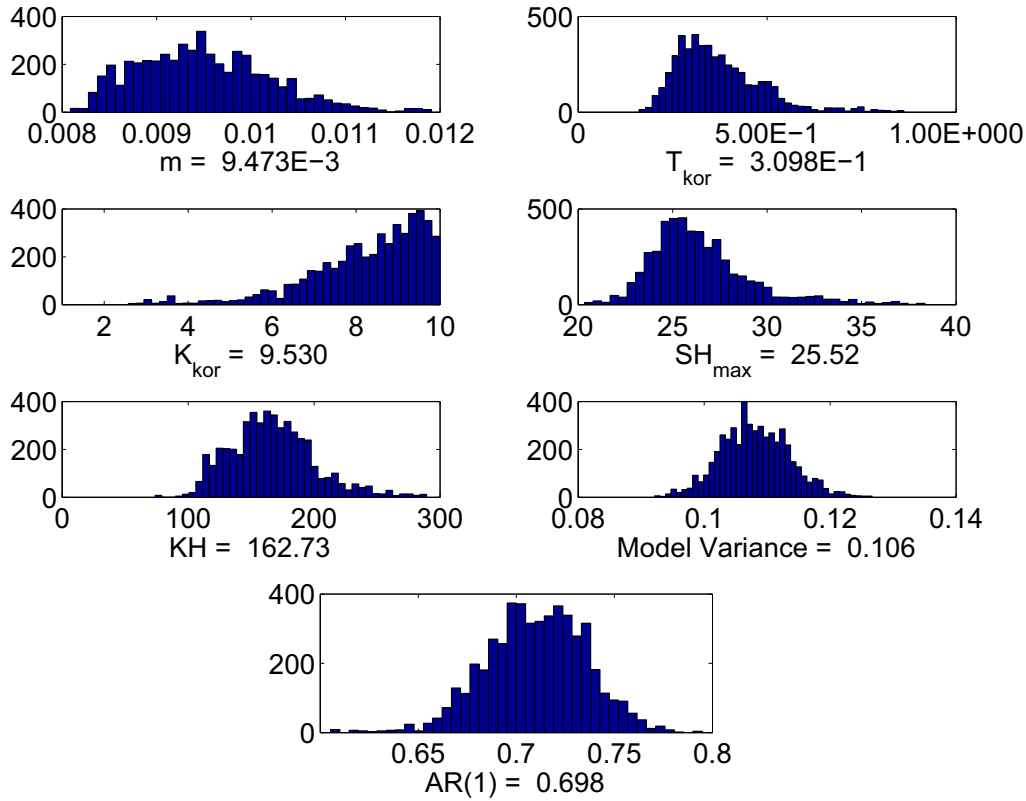 400
200
0
0.008 0.009 0.01 0.011 0.012
m = 9.473E−3
500
0
0 5.00E−1 1.00E+000
T_kor = 3.098E−1
400
200
0
2 4 6 8 10
K_kor = 9.530
500
0
20 25 30 35 40
SH_max = 25.52
400
200
0
0 100 200 300
KH = 162.73
400
200
0
0.08 0.1 0.12 0.14
Model Variance = 0.106
400
200
0
0.65 0.7 0.75 0.8
AR(1) = 0.698